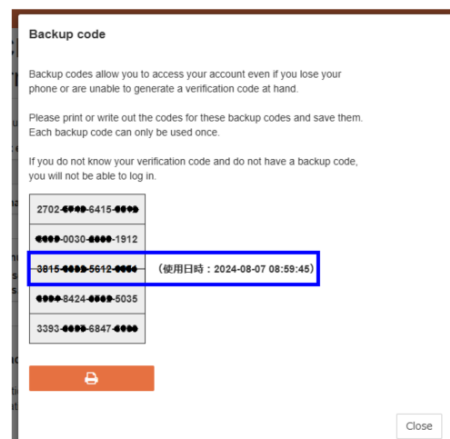 Backup code
Backup codes allow you to access your account even if you lose your
phone or are unable to generate a verification code at hand.
Please print or write out the codes for these backup codes and save them.
Each backup code can only be used once.
If you do not know your verification code and do not have a backup code,
you will not be able to log in.
2702- -6415-
-0030- -1912
3815- -5612- (使用日時:2024-08-07 08:59:45)
-8424- -5035
3393- -6847-
Close